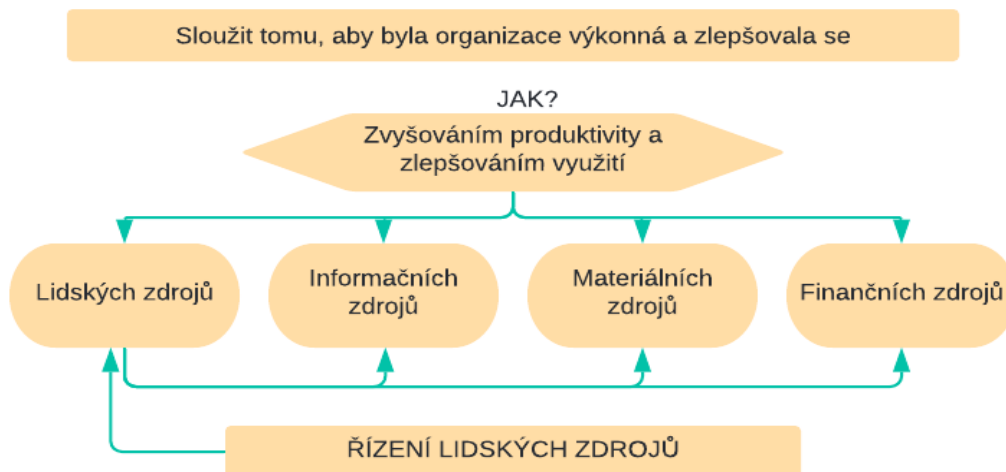 Sloužit tomu, aby byla organizace výkonná a zlepšovala se
JAK?
Zvyšováním produktivity a
zlepšováním využití
Lidských zdrojů
Informačních
zdrojů
Materiálních
zdrojů
Finančních zdrojů
ŘÍZENÍ LIDSKÝCH ZDROJŮ